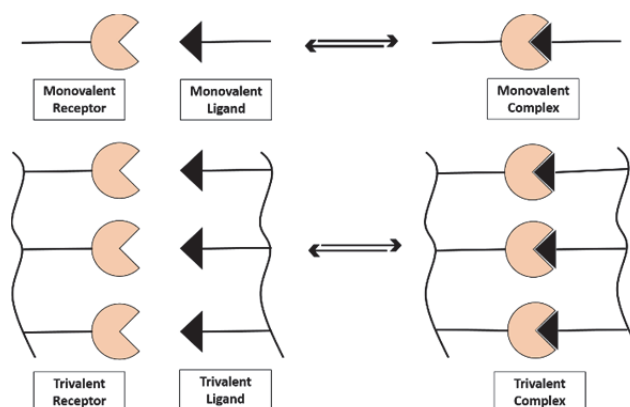 Monovalent
Receptor
Monovalent
Ligand
Monovalent
Complex
Trivalent
Receptor
Trivalent
Ligand
Trivalent
Complex